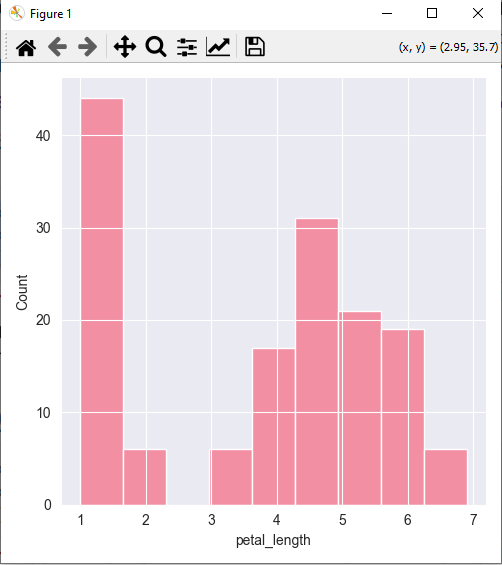 Figure 1
(x, y) = (2.95, 35.7)
40
30
20
10
0
Count
1 2 3 4 5 6 7
petal_length